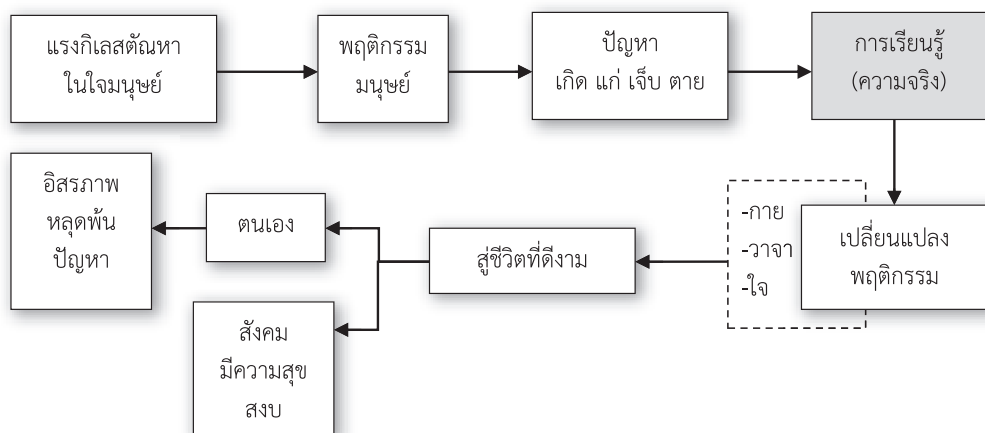 แรงกิเลสตัณหา
ในใจมนุษย์
พฤติกรรม
มนุษย์
ปัญหา
เกิด แก่ เจ็บ ตาย
การเรียนรู้
(ความจริง)
-กาย
-วาจา
-ใจ
เปลี่ยนแปลง
พฤติกรรม
สู่ชีวิตที่ดีงาม
ตนเอง
อิสรภาพ
หลุดพ้น
ปัญหา
สังคม
มีความสุข
สงบ